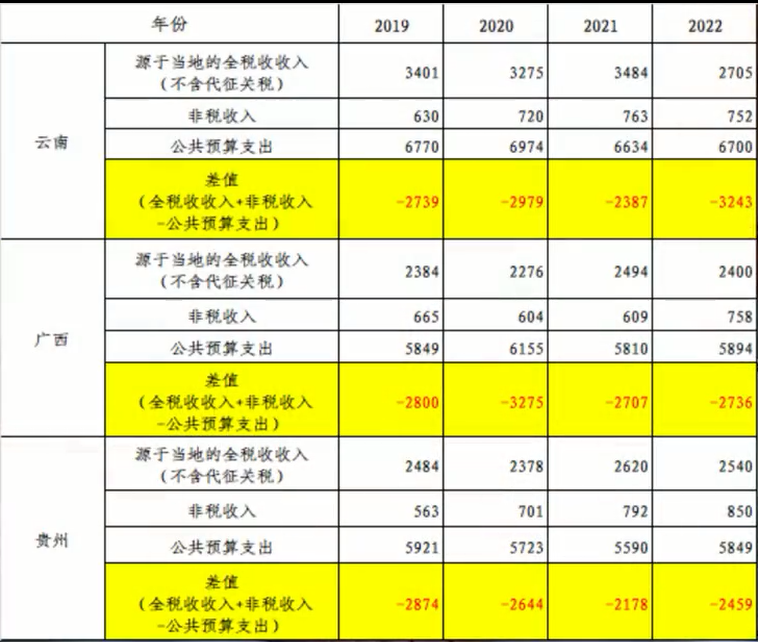 年份 2019 2020 2021 2022
云南
源于当地的全税收收入
(不含代征关税) 3401 3275 3484 2705
非税收入 630 720 763 752
公共预算支出 6770 6974 6634 6700
差值
(全税收收入+非税收入
-公共预算支出) -2739 -2979 -2387 -3243
广西
源于当地的全税收收入
(不含代征关税) 2384 2276 2494 2400
非税收入 665 604 609 758
公共预算支出 5849 6155 5810 5894
差值
(全税收收入+非税收入
-公共预算支出) -2800 -3275 -2707 -2736
贵州
源于当地的全税收收入
(不含代征关税) 2484 2378 2620 2540
非税收入 563 701 792 850
公共预算支出 5921 5723 5590 5849
差值
(全税收收入+非税收入
-公共预算支出) -2874 -2644 -2178 -2459